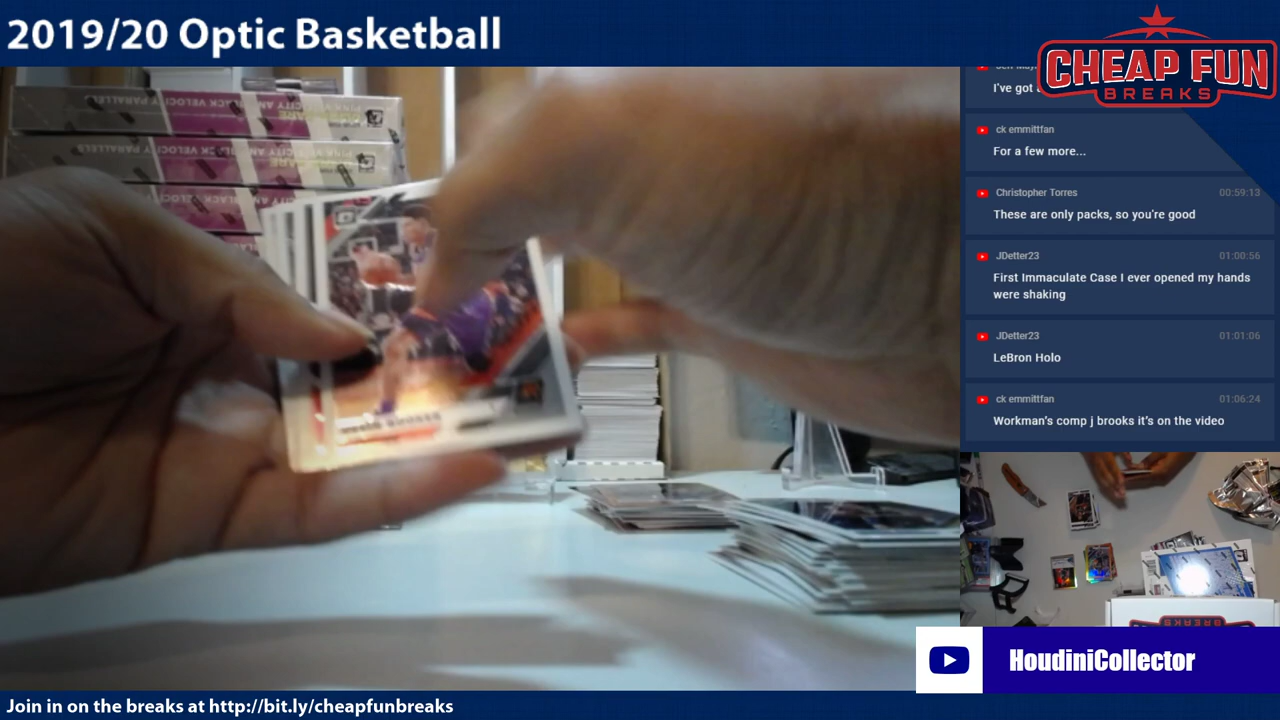 2019/20 Optic Basketball
CHEAP FUN
BREAKS
I've got
ck emmittfan
For a few more...
Christopher Torres 00:59:13
These are only packs, so you're good
JDetter23 01:00:56
First Immaculate Case I ever opened my hands
were shaking
JDetter23 01:01:06
LeBron Holo
ck emmittfan 01:06:24
Workman's comp j brooks it's on the video
HoudiniCollector
Join in on the breaks at http://bit.ly/cheapfunbreaks